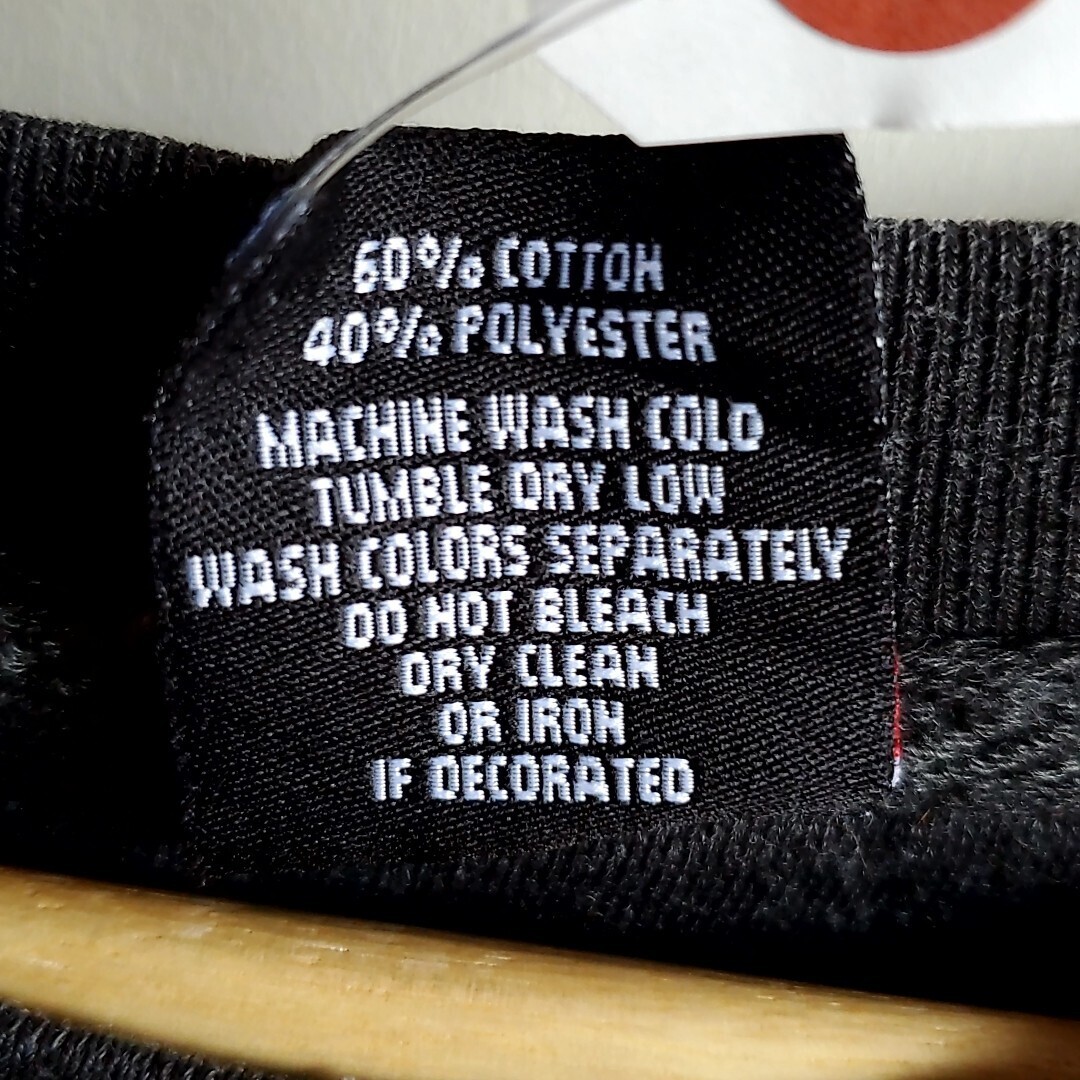 60% COTTON
40% POLYESTER
MACHINE WASH COLD
TUMBLE DRY LOW
WASH COLORS SEPARATELY
DO NOT BLEACH
DRY CLEAN
OR IRON
IF DECORATED